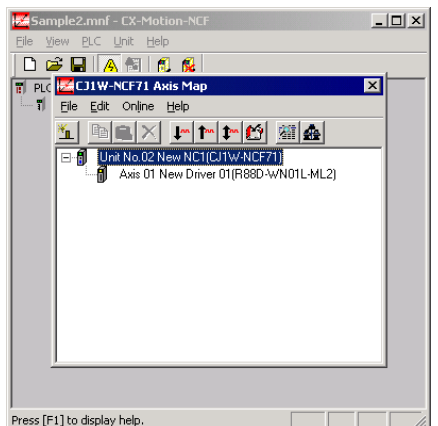 Sample2.mnf - CX-Motion-NCF
File View PLC Unit Help
PLC
CJ1W-NCF71 Axis Map
File Edit Online Help
Unit No.02 New NC1(CJ1W-NCF71)
Axis 01 New Driver 01(R88D-WN01L-ML2)
Press [F1] to display help.